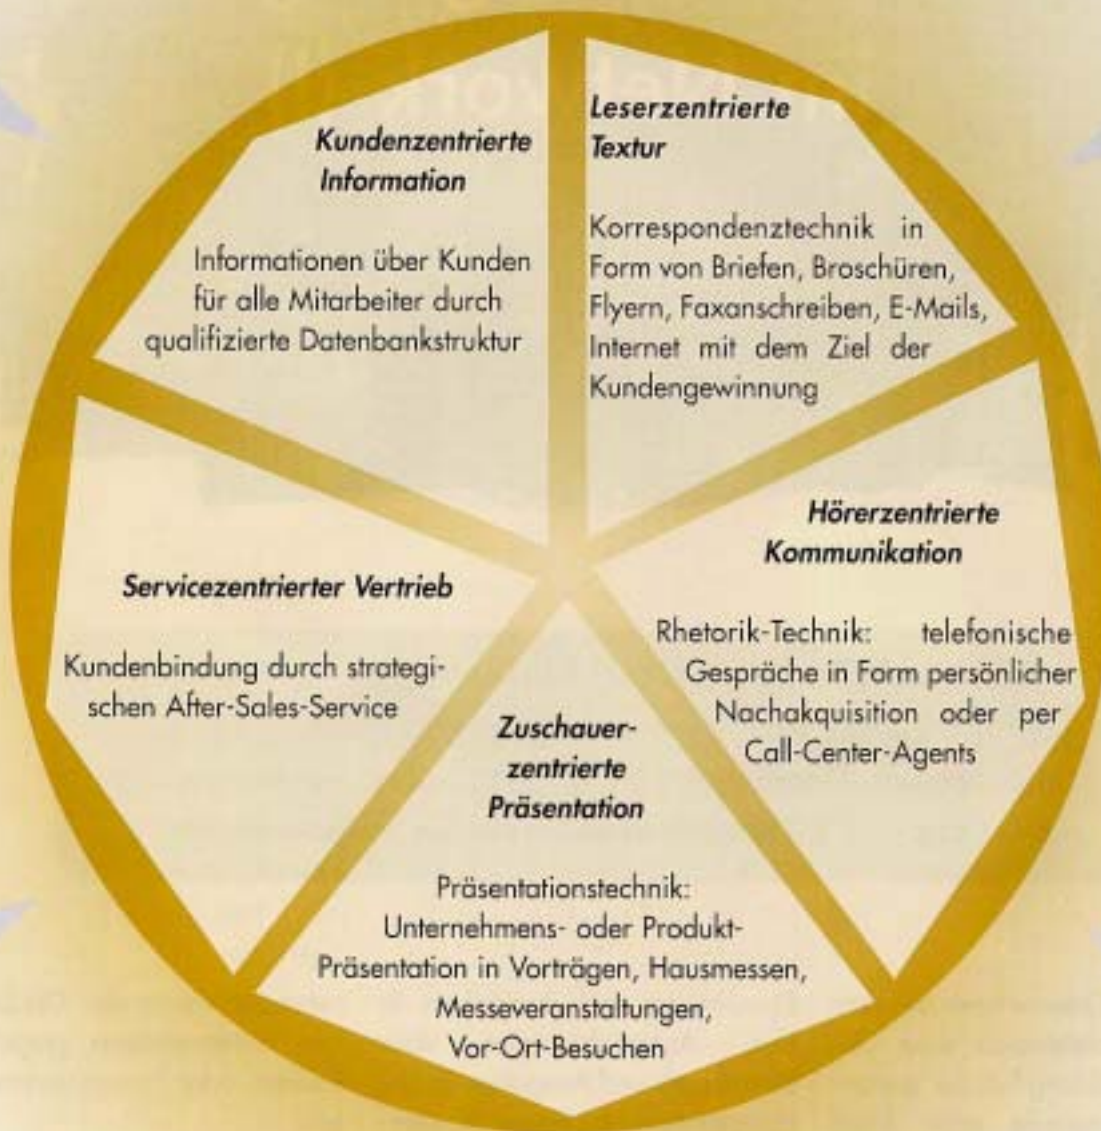 Kundenzentrierte
Information
Informationen über Kunden
für alle Mitarbeiter durch
qualifizierte Datenbankstruktur
Leserzentrierte
Textur
Korrespondenztechnik in
Form von Briefen, Broschüren,
Flyern, Faxanschreiben, E-Mails,
Internet mit dem Ziel der
Kundengewinnung
Hörerzentrierte
Kommunikation
Rhetorik-Technik: telefonische
Gespräche in Form persönlicher
Nachakquisition oder per
Call-Center-Agents
Zuschauer-
zentrierte
Präsentation
Präsentationstechnik:
Unternehmens- oder Produkt-
Präsentation in Vorträgen, Hausmessen,
Messeveranstaltungen,
Vor-Ort-Besuchen
Servicezentrierter Vertrieb
Kundenbindung durch strategi-
schen After-Sales-Service